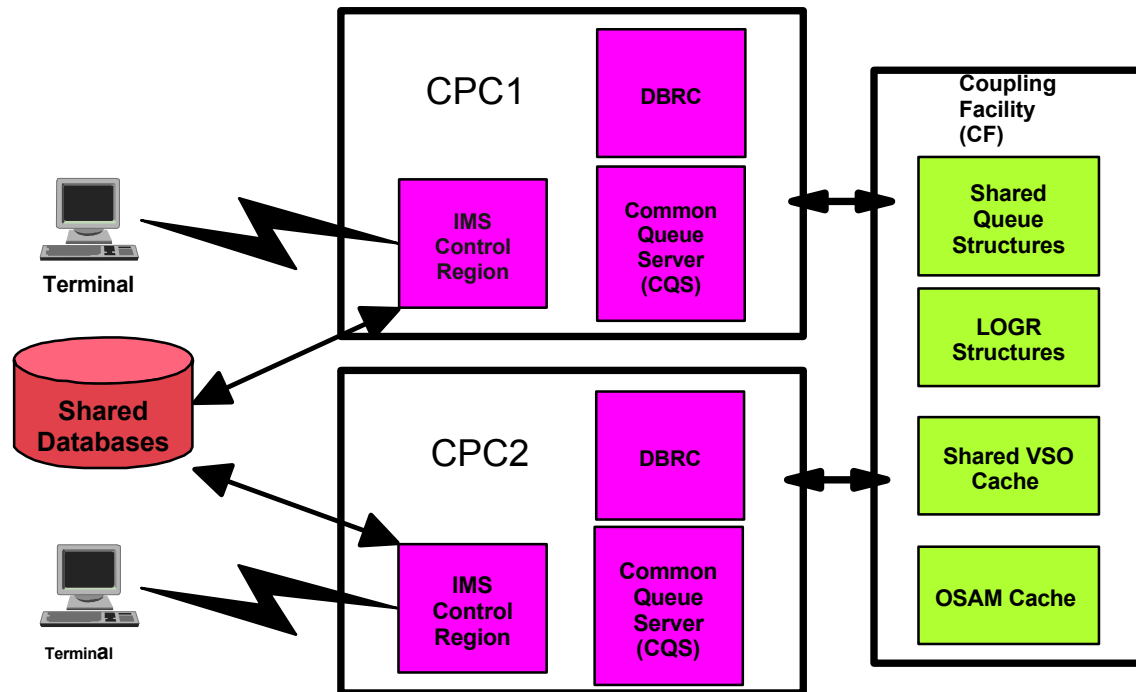 CPC1
DBRC
IMS
Control
Region
Common
Queue
Server
(CQS)
Terminal
Shared
Databases
CPC2
DBRC
IMS
Control
Region
Common
Queue
Server
(CQS)
Terminal
Coupling
Facility
(CF)
Shared
Queue
Structures
LOGR
Structures
Shared VSO
Cache
OSAM Cache